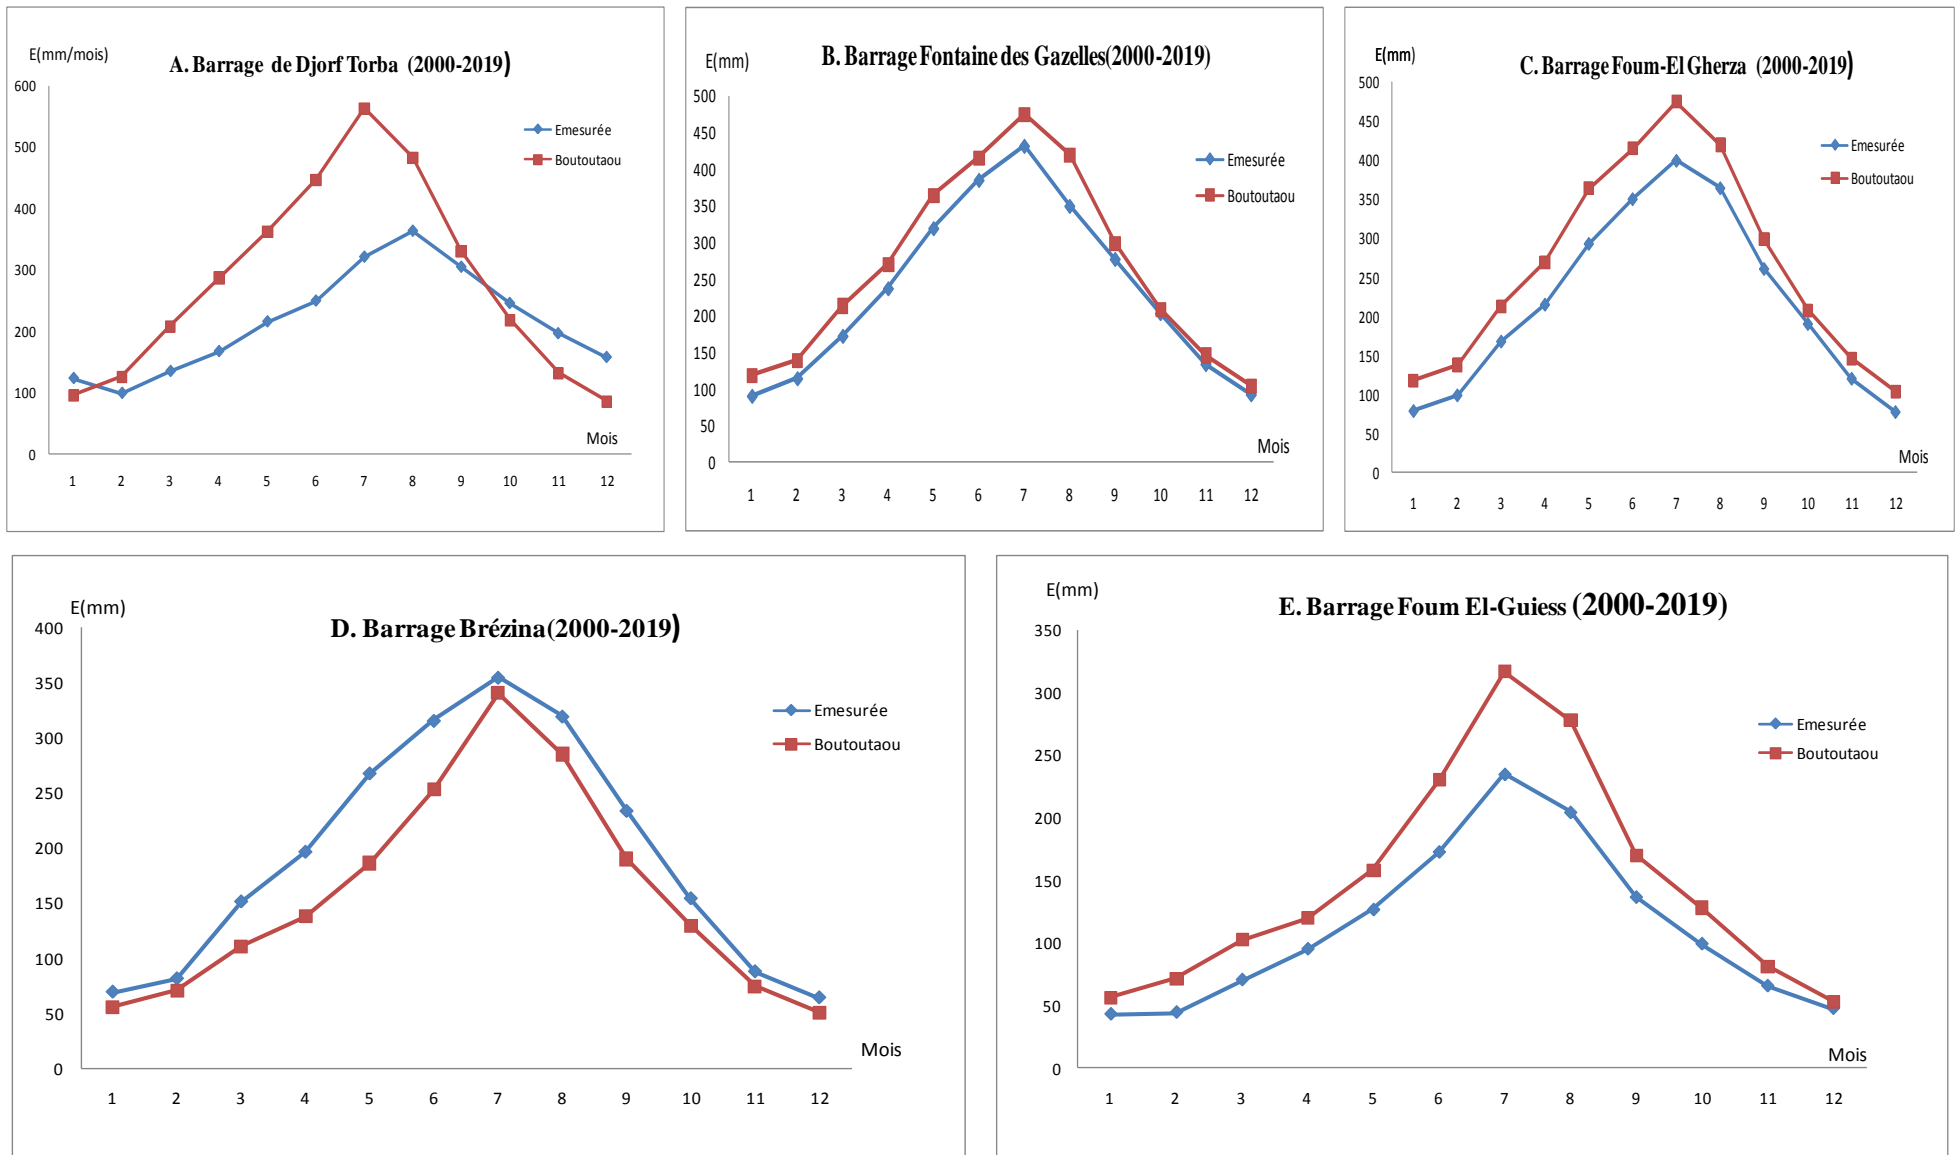 E(mm/mois)
A. Barrage de Djorf Torba (2000-2019)
600
500
400
300
200
100
0
Emesurée
Boutoutaou
Mois
1 2 3 4 5 6 7 8 9 10 11 12
E(mm)
B. Barrage Fontaine des Gazelles(2000-2019)
500
450
400
350
300
250
200
150
100
50
0
Emesurée
Boutoutaou
Mois
1 2 3 4 5 6 7 8 9 10 11 12
E(mm)
C. Barrage Foum-El Gherza (2000-2019)
500
450
400
350
300
250
200
150
100
50
0
Emesurée
Boutoutaou
Mois
1 2 3 4 5 6 7 8 9 10 11 12
E(mm)
D. Barrage Brézina(2000-2019)
400
350
300
250
200
150
100
50
0
Emesurée
Boutoutaou
Mois
1 2 3 4 5 6 7 8 9 10 11 12
E(mm)
E. Barrage Foum El-Guiess (2000-2019)
350
300
250
200
150
100
50
0
Emesurée
Boutoutaou
Mois
1 2 3 4 5 6 7 8 9 10 11 12